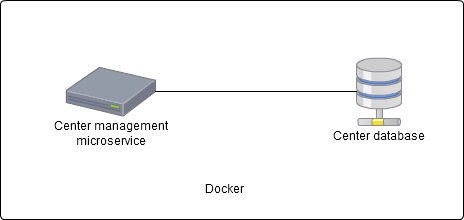 Center management
microservice
Center database
Docker